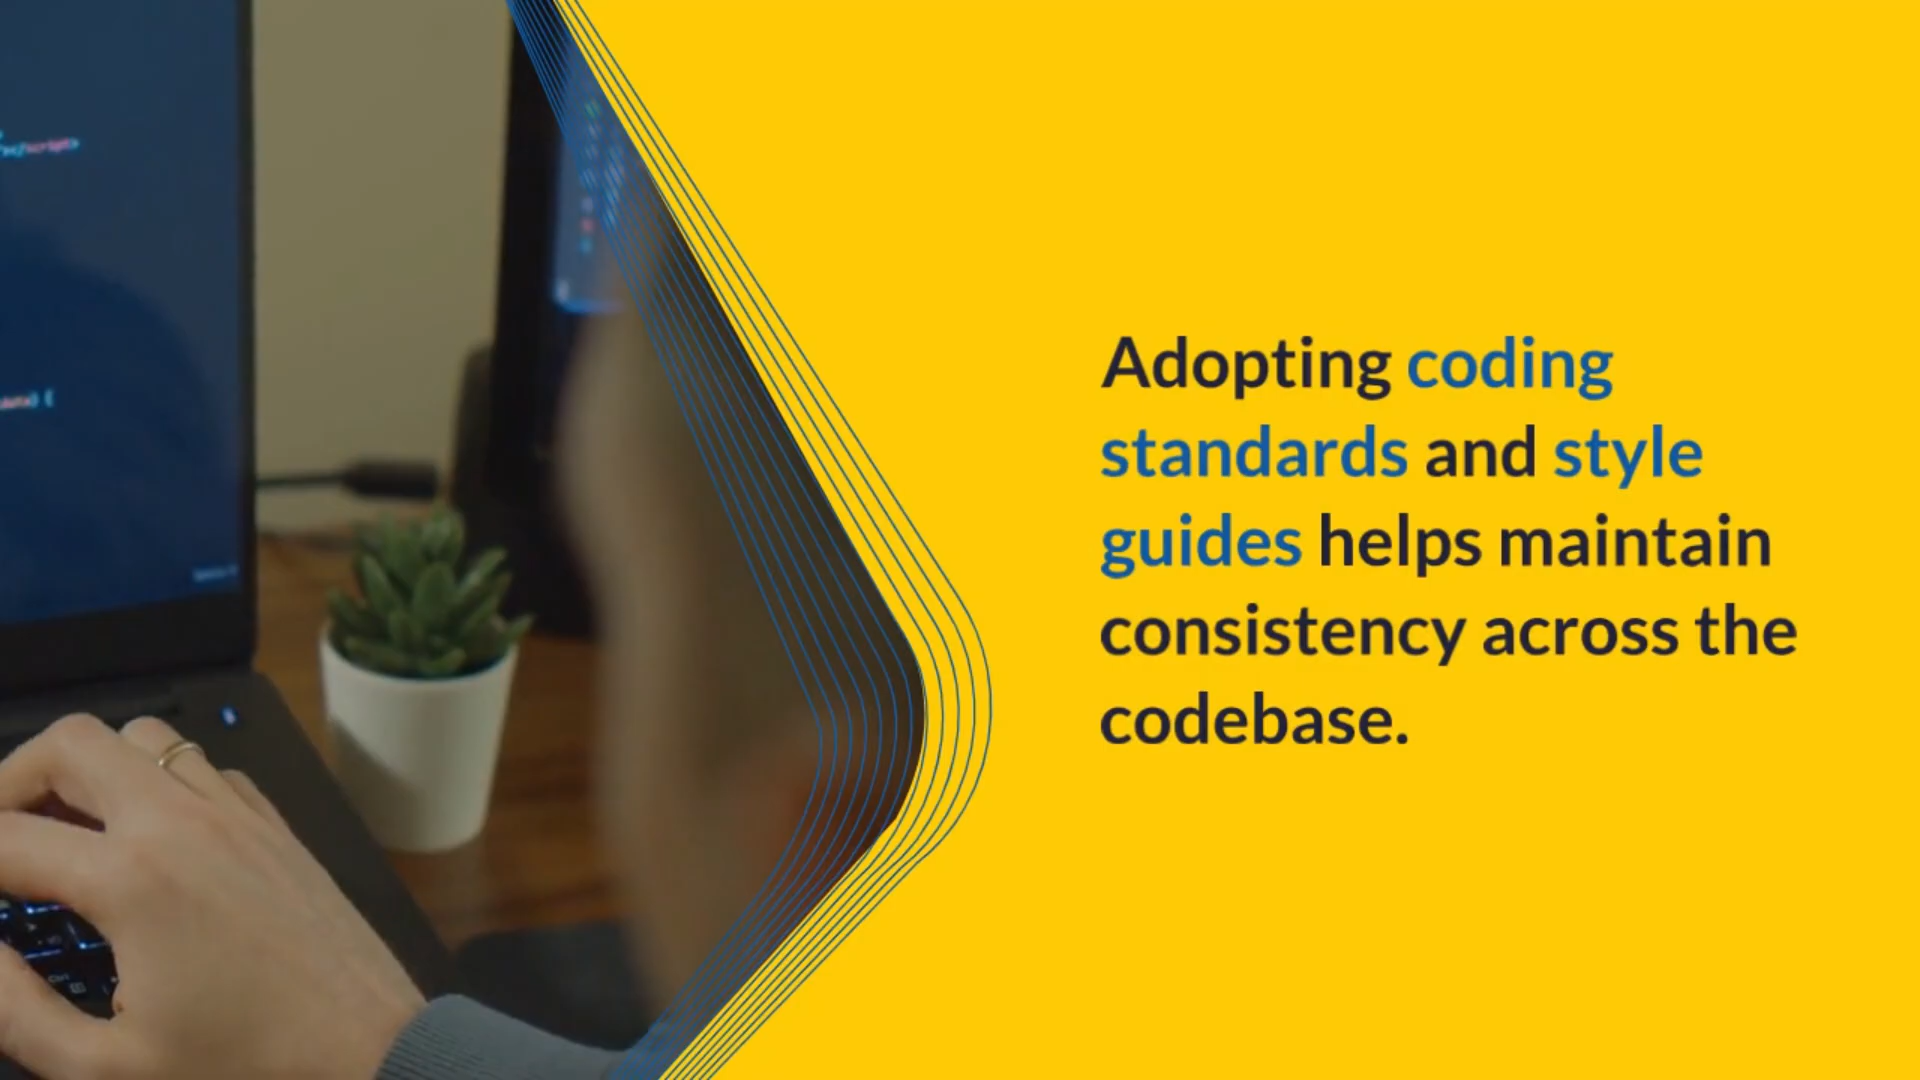 Adopting coding
standards and style
guides helps maintain
consistency across the
codebase.